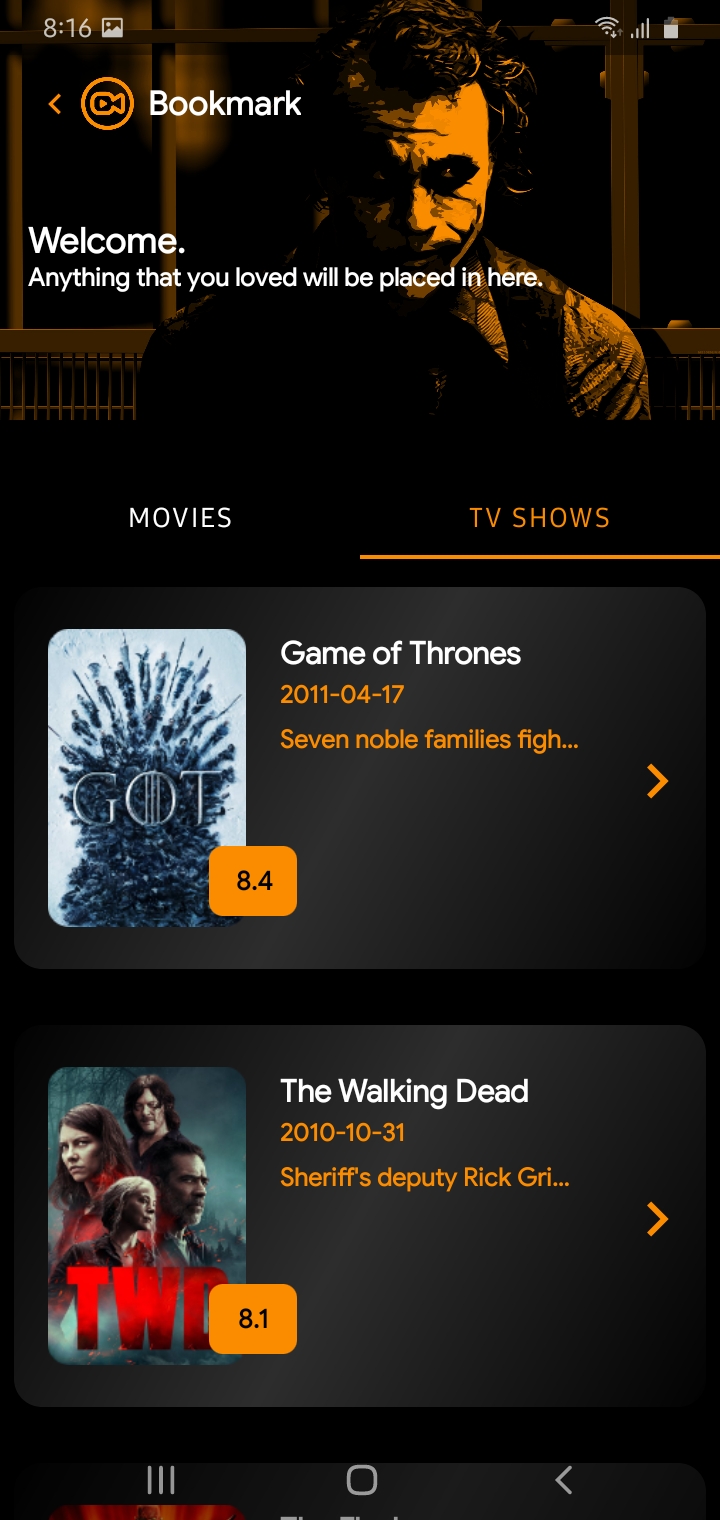 8:16
Bookmark
Welcome.
Anything that you loved will be placed in here.
MOVIES
TV SHOWS
Game of Thrones
2011-04-17
Seven noble families figh...
GOT
8.4
The Walking Dead
2010-10-31
Sheriff's deputy Rick Gri...
TWD
8.1